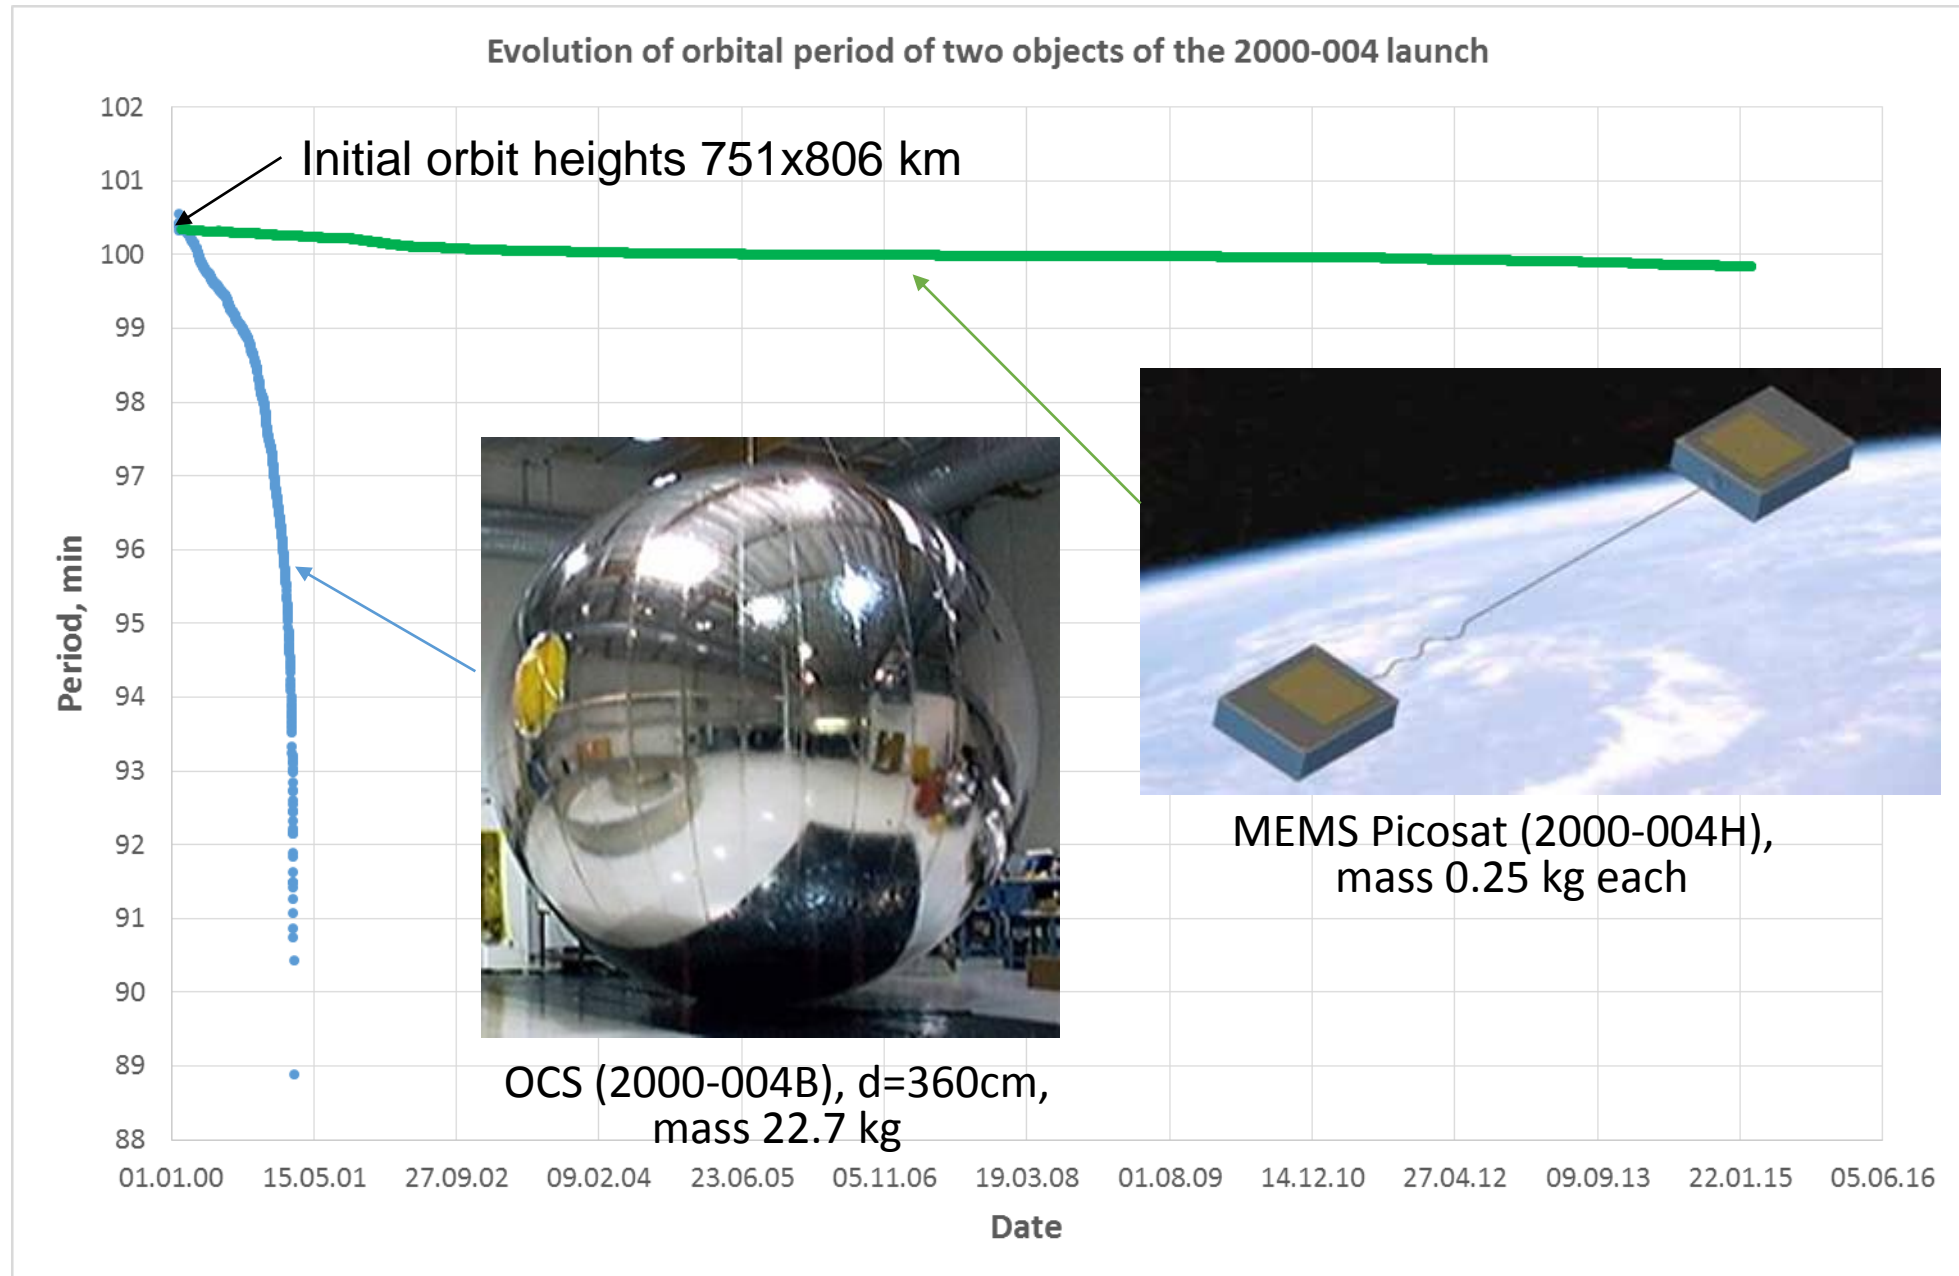 Evolution of orbital period of two objects of the 2000-004 launch
102
Initial orbit heights 751x806 km
101
100
99
98
97
96
95
94
93
92
91
90
89
88
Period, min
MEMS Picosat (2000-004H),
mass 0.25 kg each
OCS (2000-004B), d=360cm,
mass 22.7 kg
01.01.00 15.05.01 27.09.02 09.02.04 23.06.05 05.11.06 19.03.08 01.08.09 14.12.10 27.04.12 09.09.13 22.01.15 05.06.16
Date